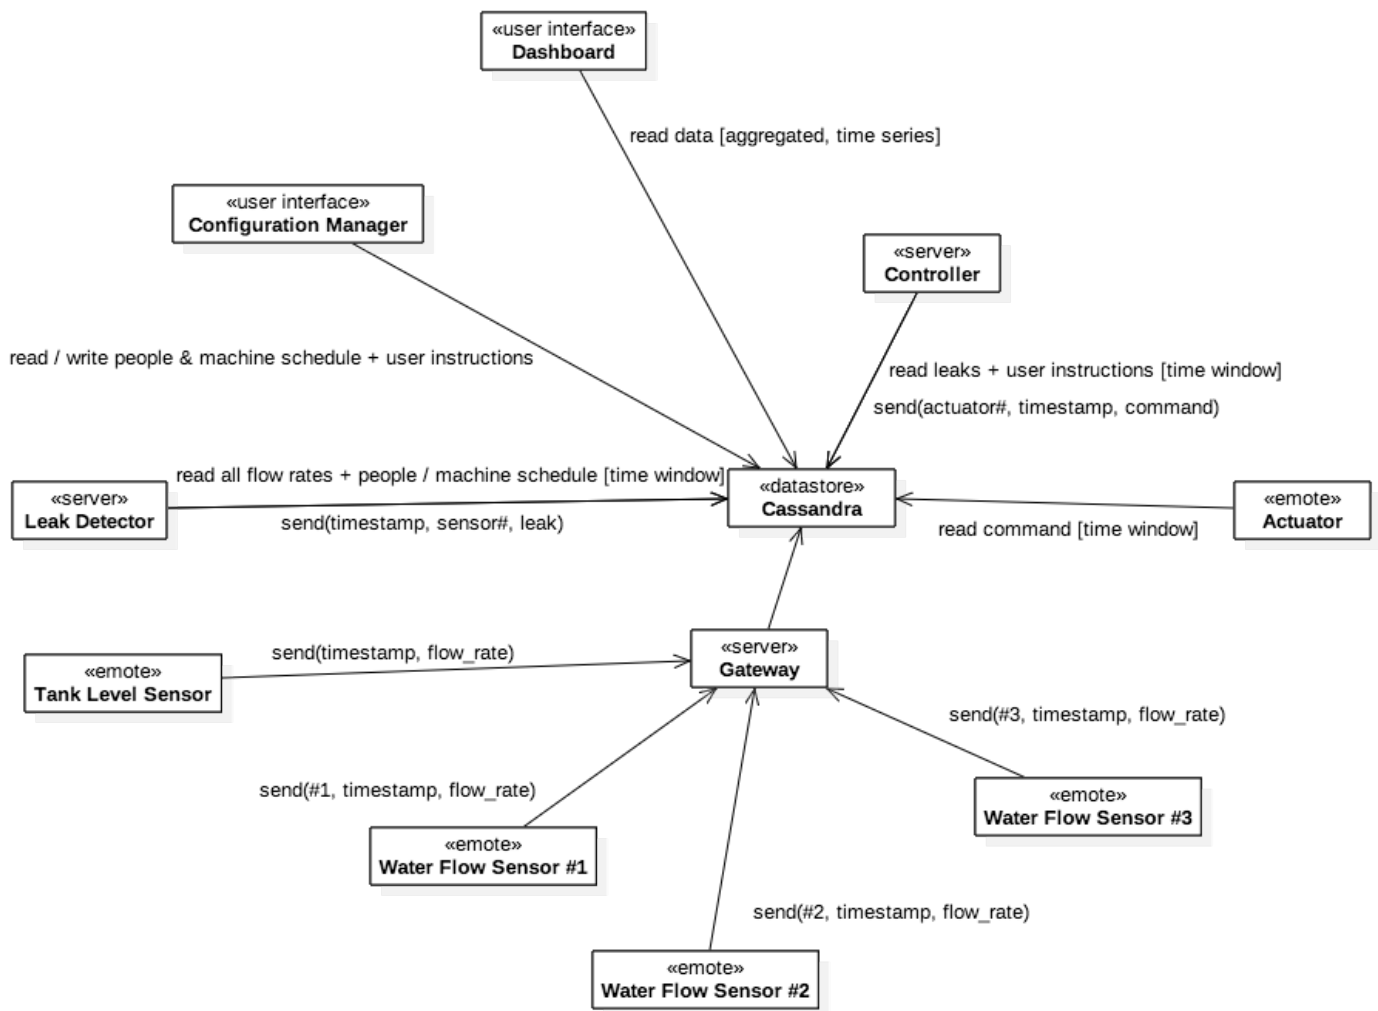 «user interface»
Dashboard
read data [aggregated, time series]
«user interface»
Configuration Manager
«server»
Controller
read / write people & machine schedule + user instructions
read leaks + user instructions [time window]
send(actuator#, timestamp, command)
read all flow rates + people / machine schedule [time window]
«server»
Leak Detector
send(timestamp, sensor#, leak)
«datastore»
Cassandra
«emote»
Actuator
read command [time window]
«server»
Gateway
send(timestamp, flow_rate)
«emote»
Tank Level Sensor
send(#3, timestamp, flow_rate)
send(#1, timestamp, flow_rate)
«emote»
Water Flow Sensor #3
«emote»
Water Flow Sensor #1
send(#2, timestamp, flow_rate)
«emote»
Water Flow Sensor #2